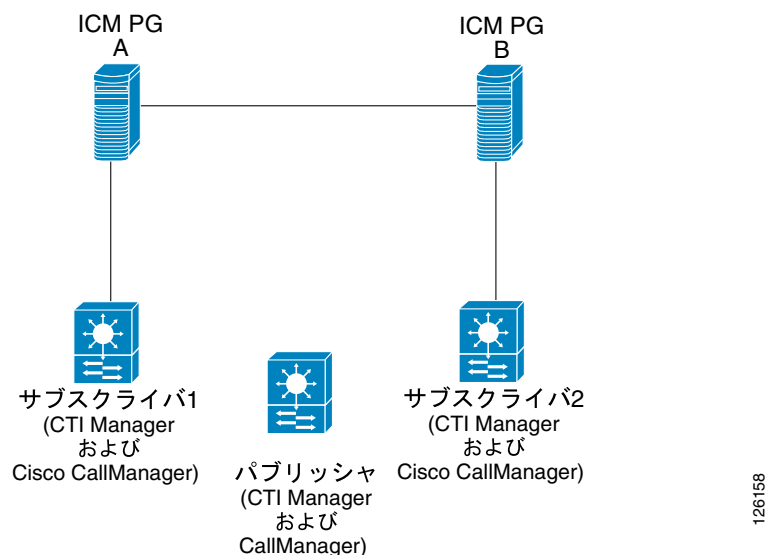 ICM PG
A
ICM PG
B
サブスクライバ1
(CTI Manager
および
Cisco CallManager)
パブリッシャ
(CTI Manager
および
CallManager)
サブスクライバ2
(CTI Manager
および
Cisco CallManager)
126158